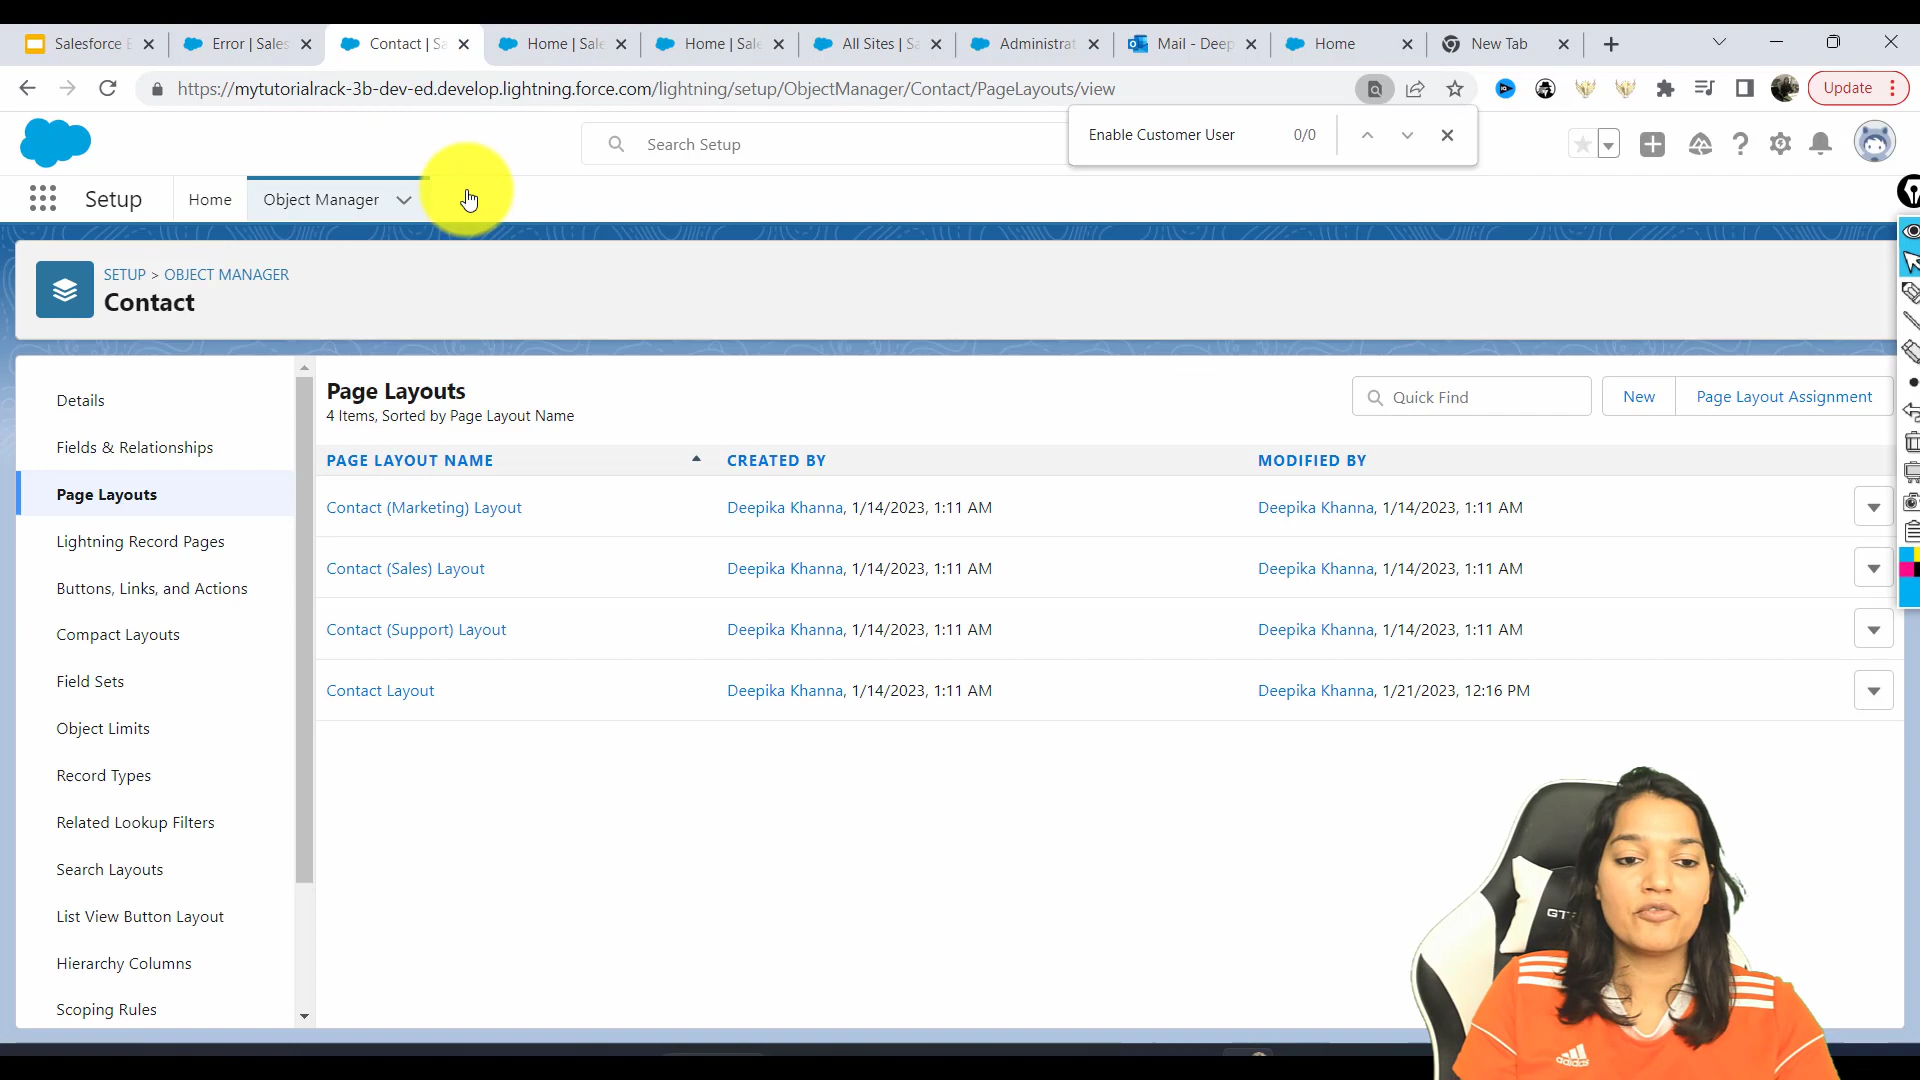 Salesforce E
Error | Sales
Contact | Sa
Home | Sale
Home | Sale
All Sites | Sa
Administrat
Mail - Deep
Home
New Tab
https://mytutorialrack-3b-dev-ed.develop.lightning.force.com/lightning/setup/ObjectManager/Contact/PageLayouts/view
Update
Enable Customer User 0/0
Search Setup
Setup
Home
Object Manager
SETUP > OBJECT MANAGER
Contact
Details
Fields & Relationships
Page Layouts
Lightning Record Pages
Buttons, Links, and Actions
Compact Layouts
Field Sets
Object Limits
Record Types
Related Lookup Filters
Search Layouts
List View Button Layout
Hierarchy Columns
Scoping Rules
Page Layouts
4 Items, Sorted by Page Layout Name
Quick Find
New
Page Layout Assignment
PAGE LAYOUT NAME CREATED BY MODIFIED BY
Contact (Marketing) Layout Deepika Khanna, 1/14/2023, 1:11 AM Deepika Khanna, 1/14/2023, 1:11 AM
Contact (Sales) Layout Deepika Khanna, 1/14/2023, 1:11 AM Deepika Khanna, 1/14/2023, 1:11 AM
Contact (Support) Layout Deepika Khanna, 1/14/2023, 1:11 AM Deepika Khanna, 1/14/2023, 1:11 AM
Contact Layout Deepika Khanna, 1/14/2023, 1:11 AM Deepika Khanna, 1/21/2023, 12:16 PM
adidas